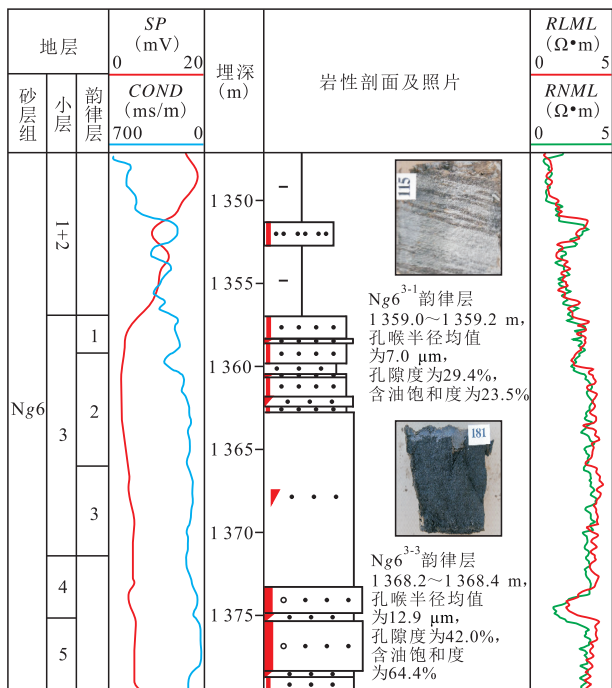 地层
SP
(mV)
0 20
埋深
(m)
岩性剖面及照片
RLML
(Ω•m)
0 5
砂层组
小层
韵律层
COND
(ms/m)
700 0
RNML
(Ω•m)
0 5
Ng6
1+2
3
4
5
1
2
3
1 350
1 355
1 360
1 365
1 370
1 375
115
Ng6³⁻¹韵律层
1 359.0～1 359.2 m，
孔喉半径均值
为7.0 μm，
孔隙度为29.4%，
含油饱和度为23.5%
181
Ng6³⁻³韵律层
1 368.2～1 368.4 m，
孔喉半径均值
为12.9 μm，
孔隙度为42.0%，
含油饱和度
为64.4%